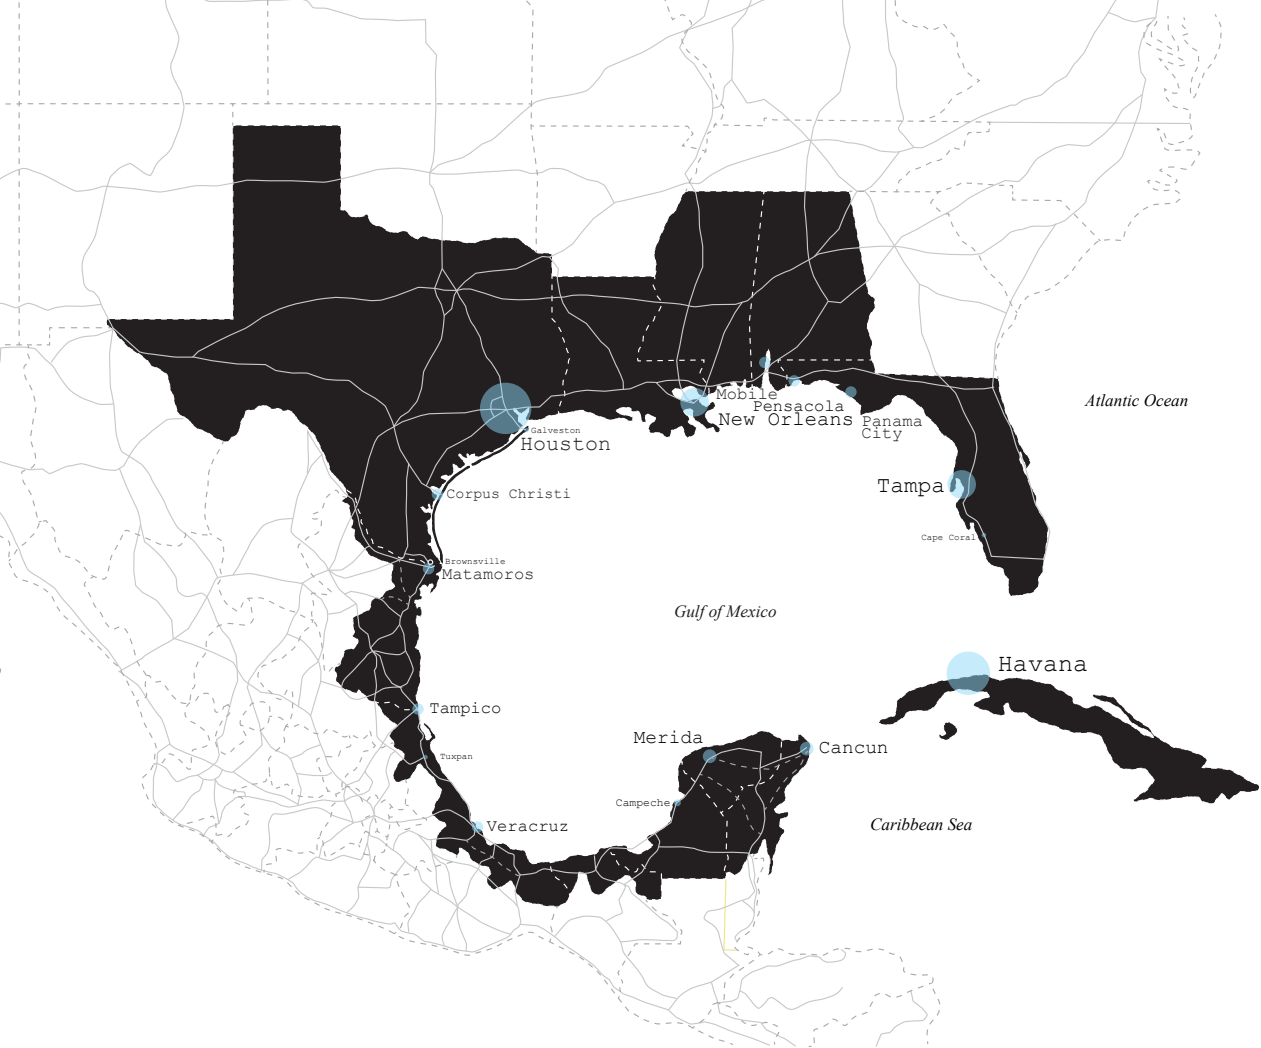 Atlantic Ocean
Mobile
Pensacola
New Orleans
Panama
City
Galveston
Houston
Tampa
Corpus Christi
Cape Coral
Brownsville
Matamoros
Gulf of Mexico
Havana
Tampico
Merida
Cancun
Tuxpan
Campeche
Veracruz
Caribbean Sea